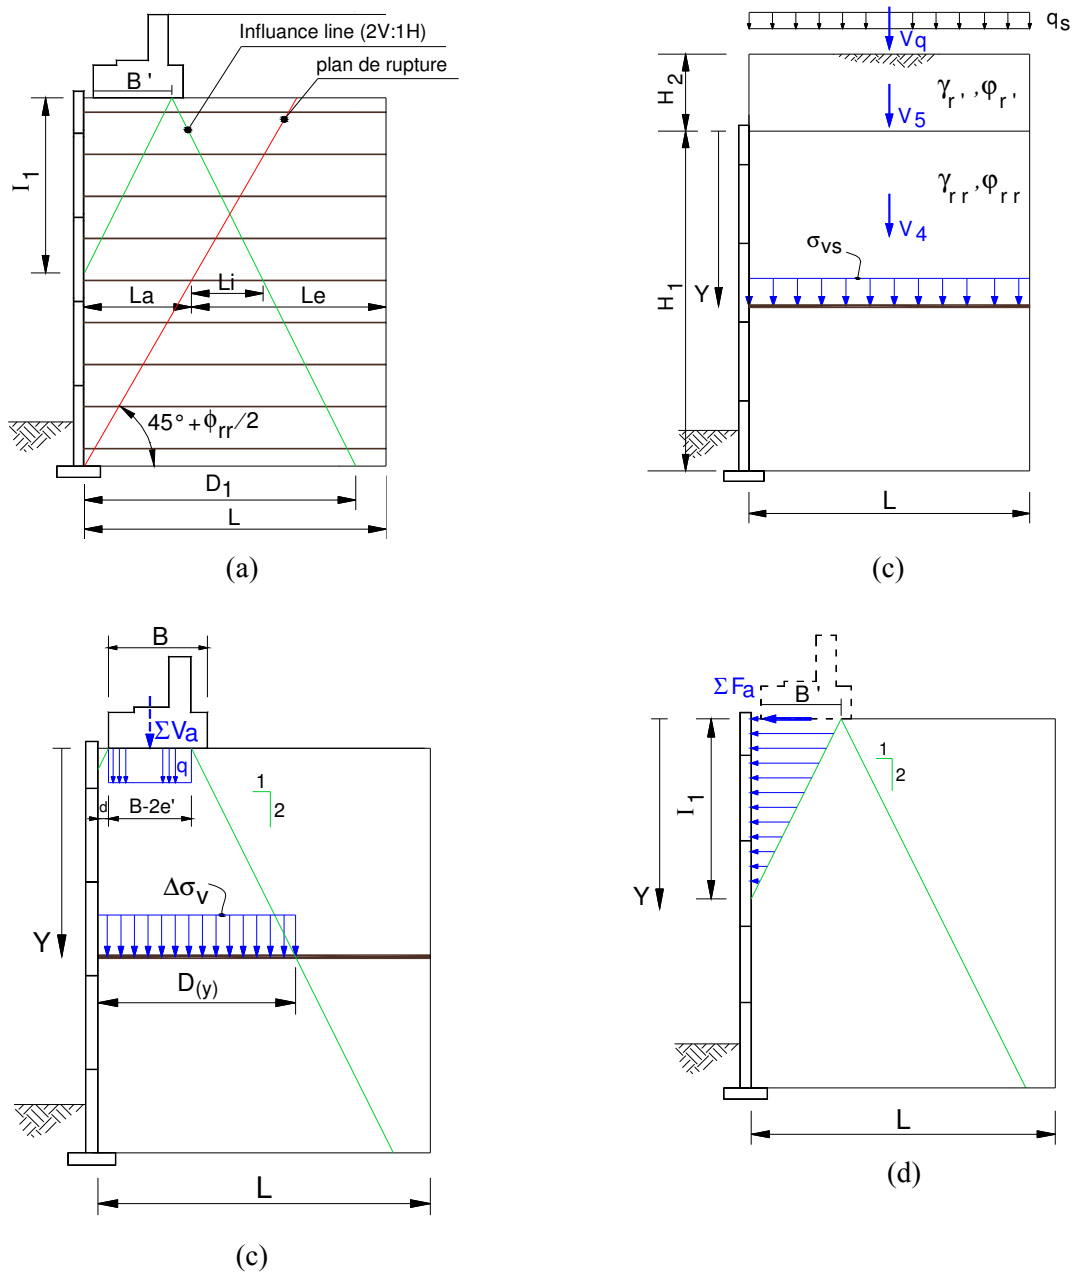 Influance line (2V:1H)
plan de rupture
B'
I1
Li
La
Le
45°+ϕrr/2
D1
L
(a)
qs
Vq
H2
γr',φr'
V5
γrr,φrr
V4
σvs
Y
H1
L
(c)
B
ΣVa
q
d
B-2e'
1
2
Δσv
Y
D(y)
L
(c)
ΣFa
B'
1
2
I1
Y
L
(d)